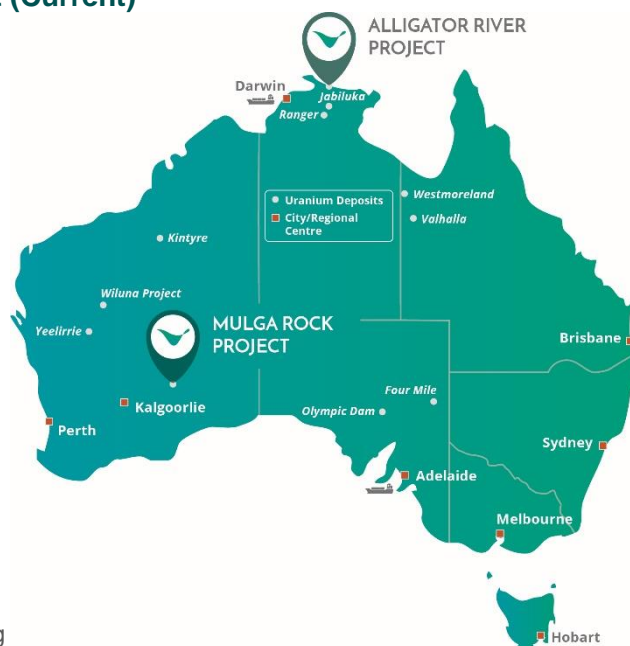 (Current)
ALLIGATOR RIVER
PROJECT
Darwin
Jabiluka
Ranger
Uranium Deposits
City/Regional
Centre
Westmoreland
Valhalla
Kintyre
Wiluna Project
Yeelirrie
MULGA ROCK
PROJECT
Brisbane
Four Mile
Olympic Dam
Kalgoorlie
Perth
Sydney
Adelaide
Melbourne
Hobart
g